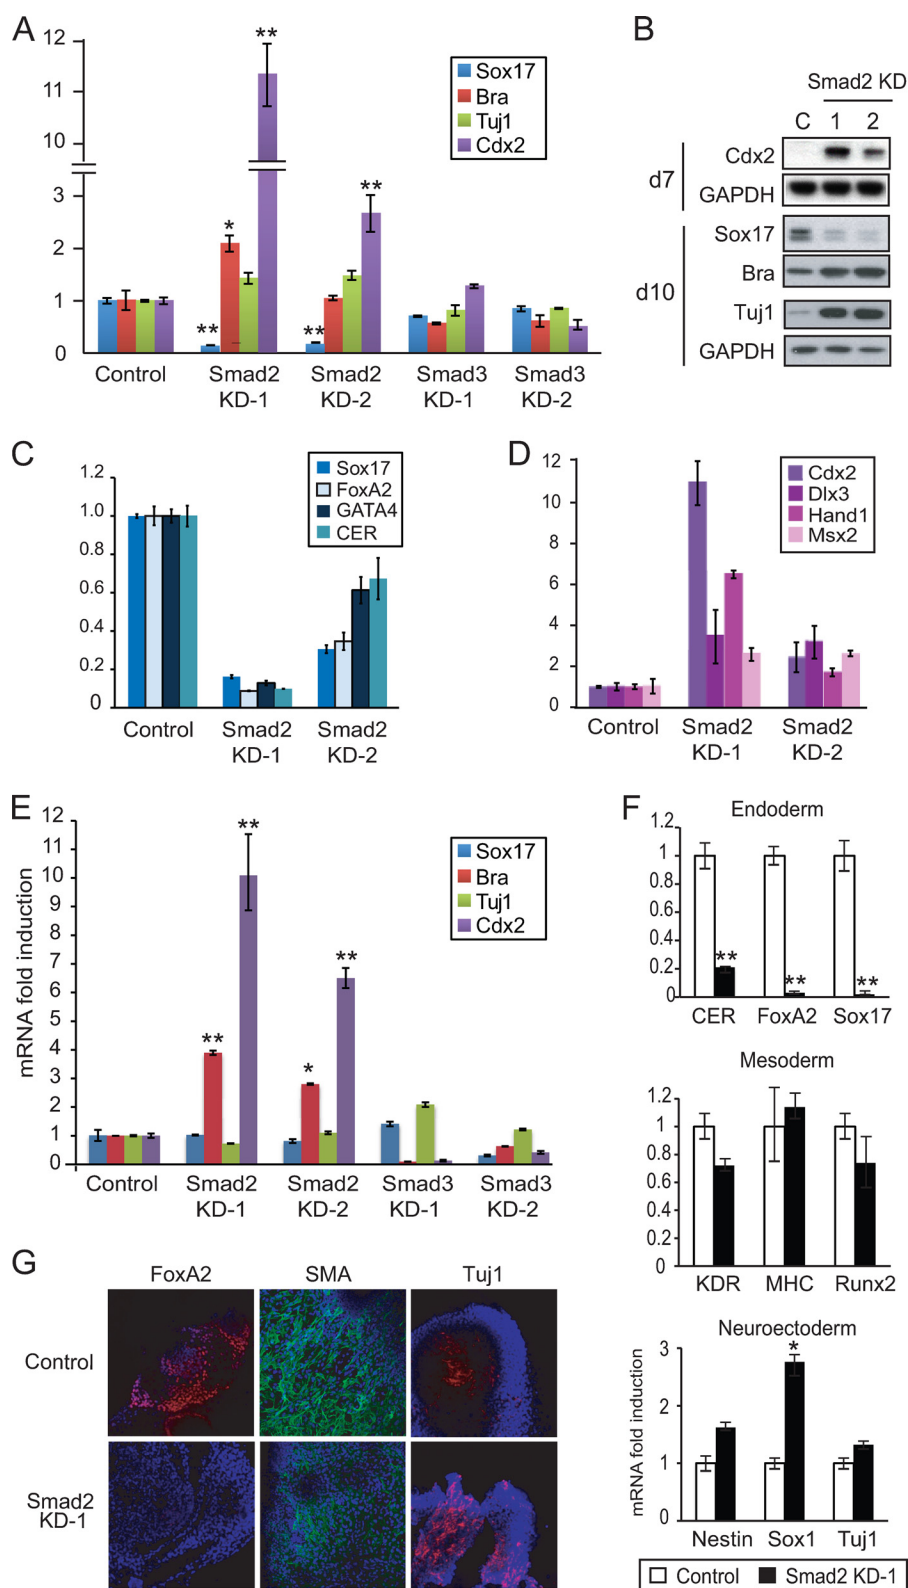 A
12
11
10
3
2
1
0
**
*
**
**
**
Sox17
Bra
Tuj1
Cdx2
Control
Smad2 KD-1
Smad2 KD-2
Smad3 KD-1
Smad3 KD-2
B
Smad2 KD
C 1 2
d7
Cdx2
GAPDH
d10
Sox17
Bra
Tuj1
GAPDH
C
1.2
1.0
0.8
0.4
0.2
0
Sox17
FoxA2
GATA4
CER
Control
Smad2 KD-1
Smad2 KD-2
D
12
10
8
6
4
2
0
Cdx2
Dlx3
Hand1
Msx2
Control
Smad2 KD-1
Smad2 KD-2
E
mRNA fold induction
12
11
10
9
8
7
6
5
4
3
2
1
0
**
**
*
**
Sox17
Bra
Tuj1
Cdx2
Control
Smad2 KD-1
Smad2 KD-2
Smad3 KD-1
Smad3 KD-2
F
Endoderm
1.2
1
0.8
0.6
0.4
0.2
0
**
**
**
CER FoxA2 Sox17
Mesoderm
1.2
1
0.8
0.6
0.4
0.2
0
KDR MHC Runx2
Neuroectoderm
mRNA fold induction
3
2
1
0
*
Nestin Sox1 Tuj1
Control Smad2 KD-1
G
FoxA2 SMA Tuj1
Control
Smad2 KD-1